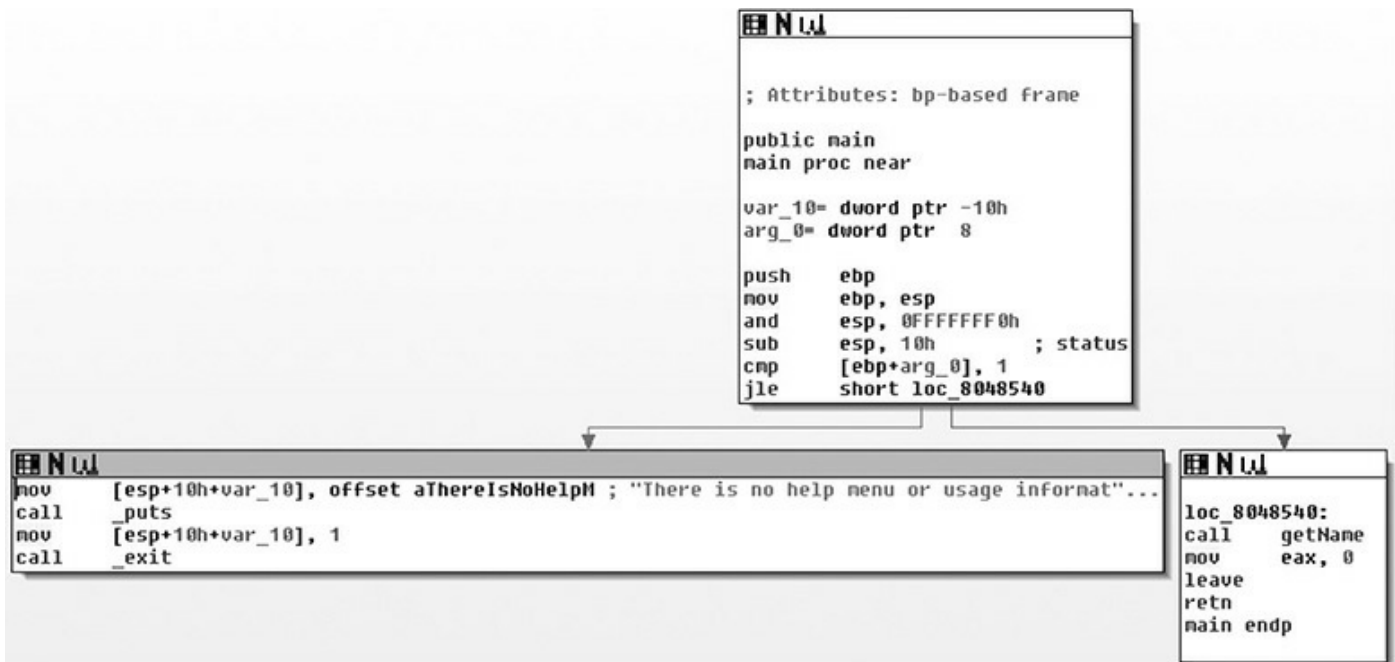 ; Attributes: bp-based frame
public main
main proc near
var_10= dword ptr -10h
arg_0= dword ptr 8
push ebp
mov ebp, esp
and esp, 0FFFFFFF0h
sub esp, 10h ; status
cmp [ebp+arg_0], 1
jle short loc_8048540
mov [esp+10h+var_10], offset aThereIsNoHelpM ; "There is no help menu or usage informat"...
call _puts
mov [esp+10h+var_10], 1
call _exit
loc_8048540:
call getName
mov eax, 0
leave
retn
main endp